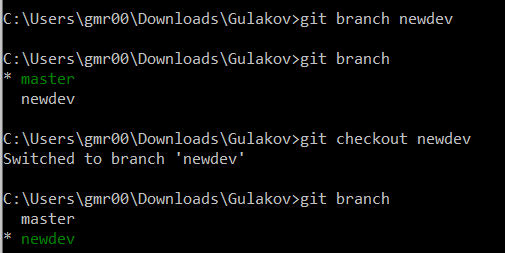 C:\Users\gmr00\Downloads\Gulakov>git branch newdev
C:\Users\gmr00\Downloads\Gulakov>git branch
* master
  newdev
C:\Users\gmr00\Downloads\Gulakov>git checkout newdev
Switched to branch 'newdev'
C:\Users\gmr00\Downloads\Gulakov>git branch
  master
* newdev